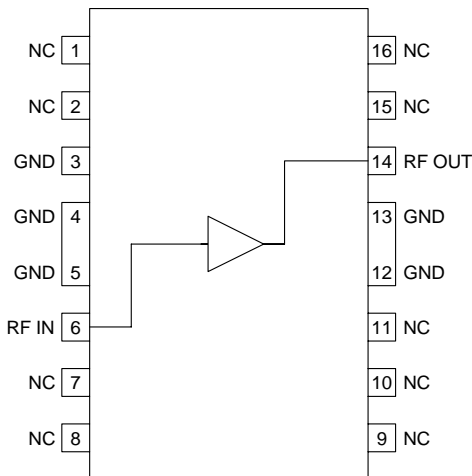 NC 1 16 NC
NC 2 15 NC
GND 3 14 RF OUT
GND 4 13 GND
GND 5 12 GND
RF IN 6 11 NC
NC 7 10 NC
NC 8 9 NC